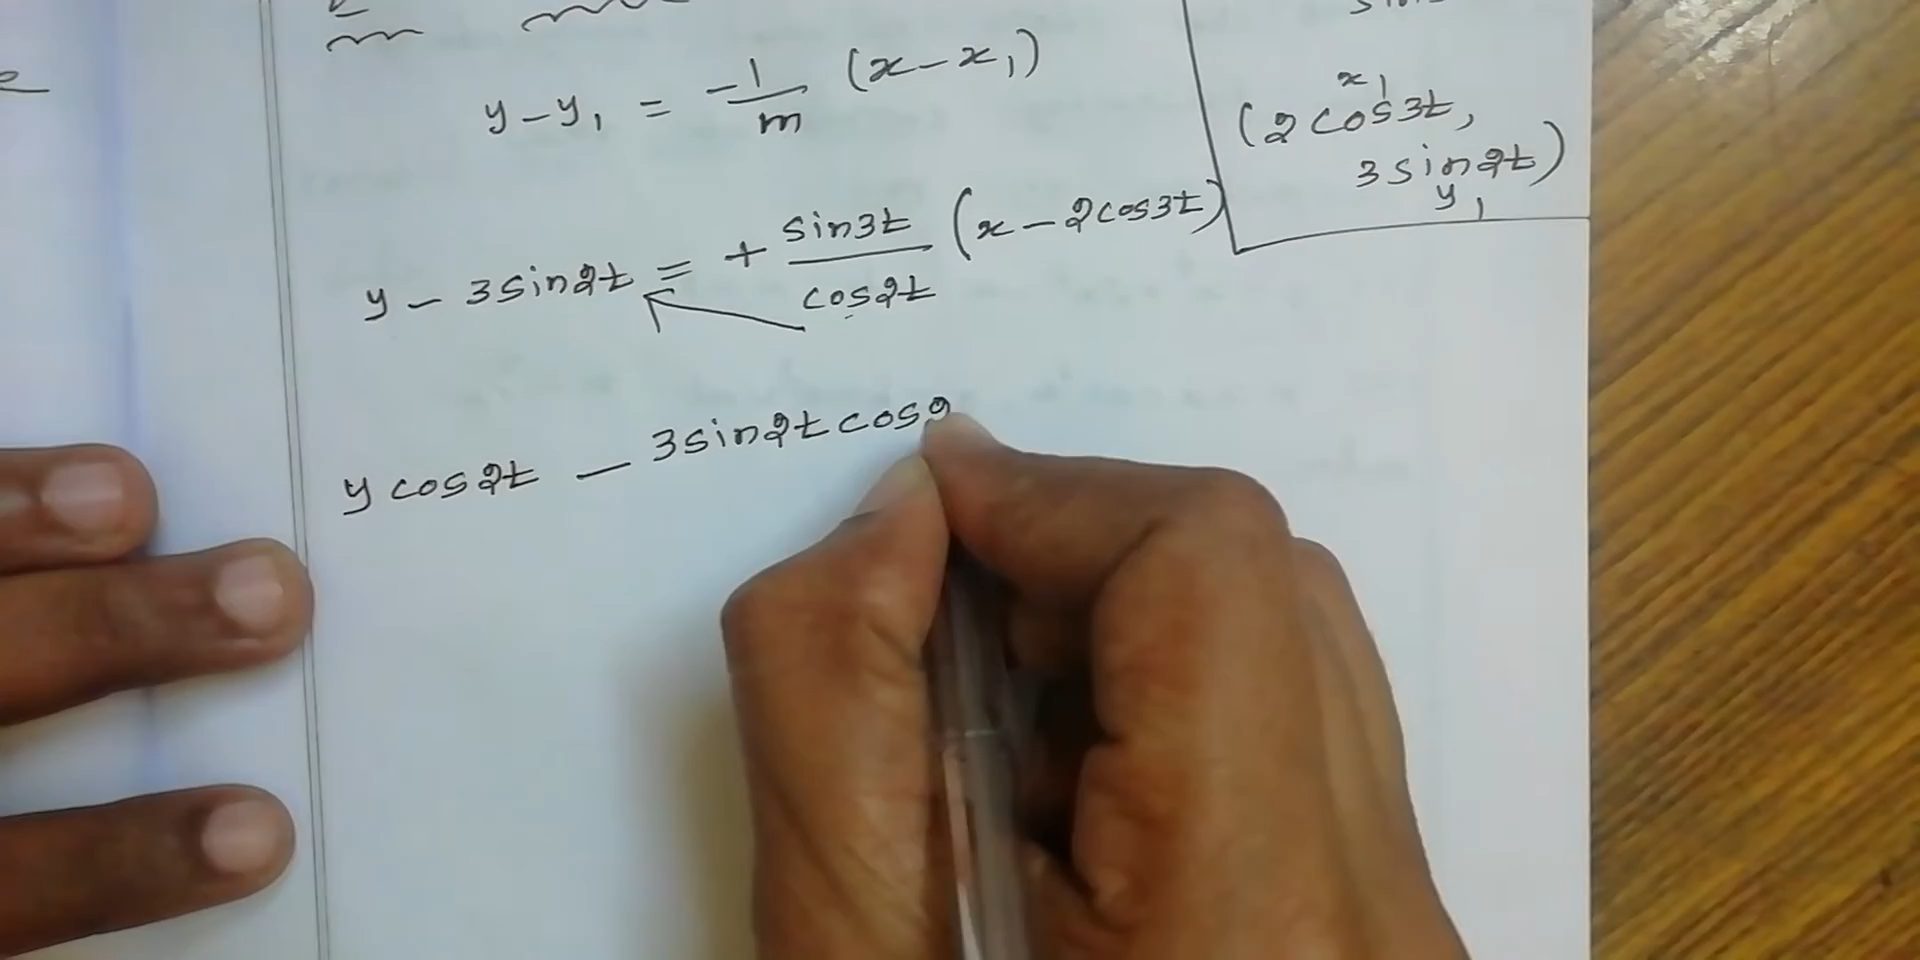 y - y₁ = -1/m (x - x₁)
x₁
(2cos3t,
3sin2t)
y₁
y - 3sin2t = + sin3t/cos2t (x - 2cos3t)
y cos2t - 3sin2t cos2